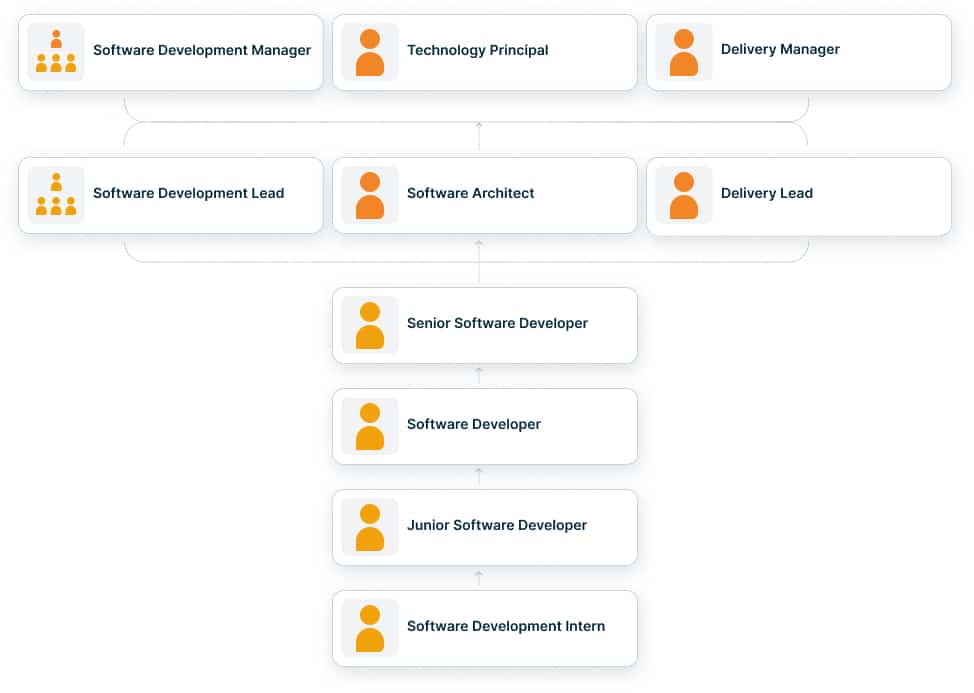 Software Development Manager
Technology Principal
Delivery Manager
Software Development Lead
Software Architect
Delivery Lead
Senior Software Developer
Software Developer
Junior Software Developer
Software Development Intern